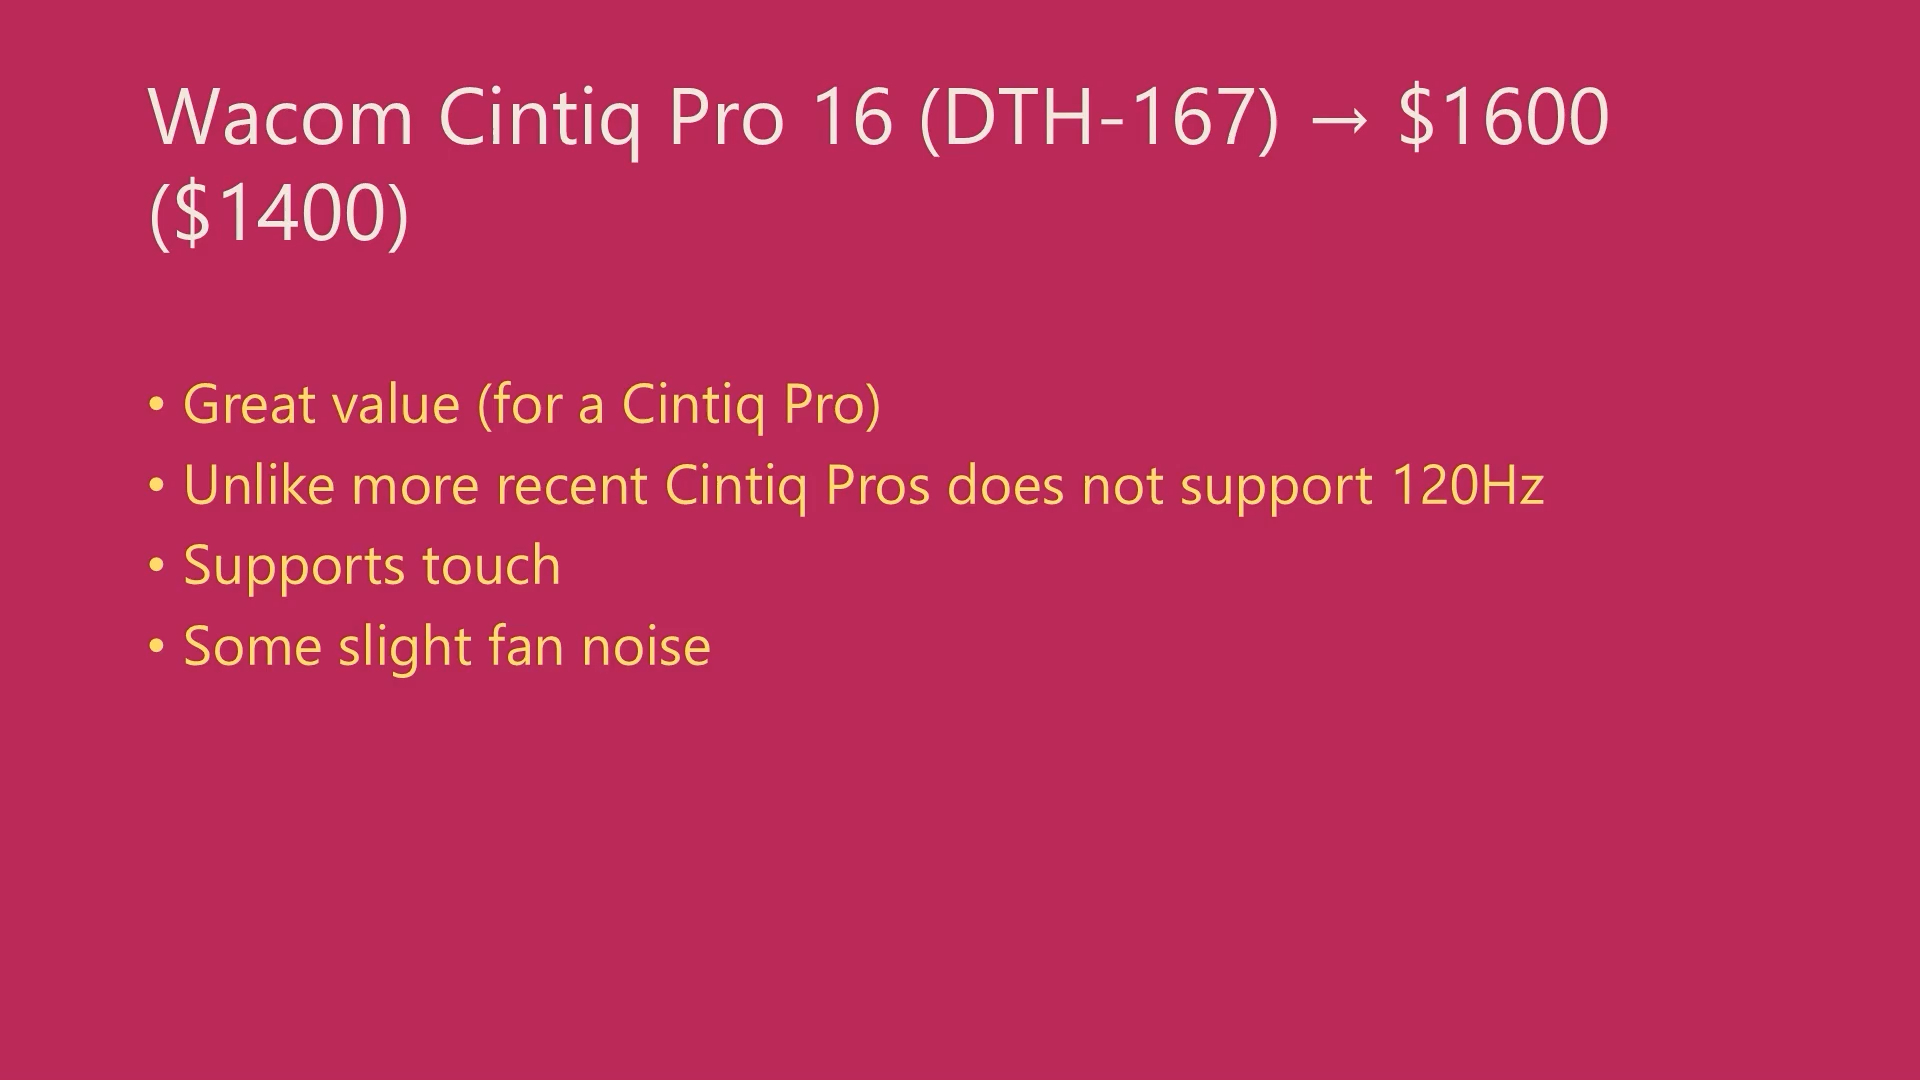 Wacom Cintiq Pro 16 (DTH-167) → $1600
($1400)
• Great value (for a Cintiq Pro)
• Unlike more recent Cintiq Pros does not support 120Hz
• Supports touch
• Some slight fan noise